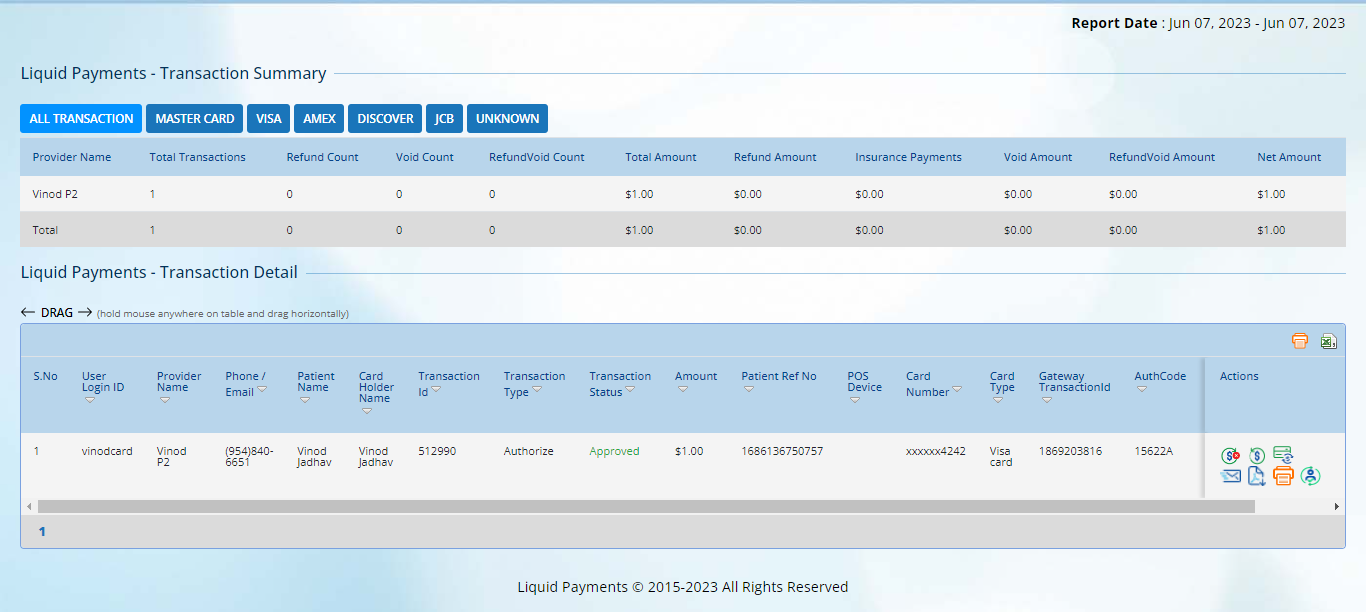 Report Date : Jun 07, 2023 - Jun 07, 2023
Liquid Payments - Transaction Summary
ALL TRANSACTION MASTER CARD VISA AMEX DISCOVER JCB UNKNOWN
Provider Name Total Transactions Refund Count Void Count RefundVoid Count Total Amount Refund Amount Insurance Payments Void Amount RefundVoid Amount Net Amount
Vinod P2 1 0 0 0 $1.00 $0.00 $0.00 $0.00 $0.00 $1.00
Total 1 0 0 0 $1.00 $0.00 $0.00 $0.00 $0.00 $1.00
Liquid Payments - Transaction Detail
← DRAG → (hold mouse anywhere on table and drag horizontally)
S.No User Phone / Patient Card Transaction Transaction Transaction Amount Patient Ref No POS Card Card Gateway AuthCode Actions
Login ID Provider Name Email Name Holder Name Id Type Status Device Number Type TransactionId
1 vinodcard Vinod (954)840- Vinod Vinod 512990 Authorize Approved $1.00 1686136750757 xxxxxx4242 Visa 1869203816 15622A
P2 6651 Jadhav Jadhav card
1
Liquid Payments © 2015-2023 All Rights Reserved